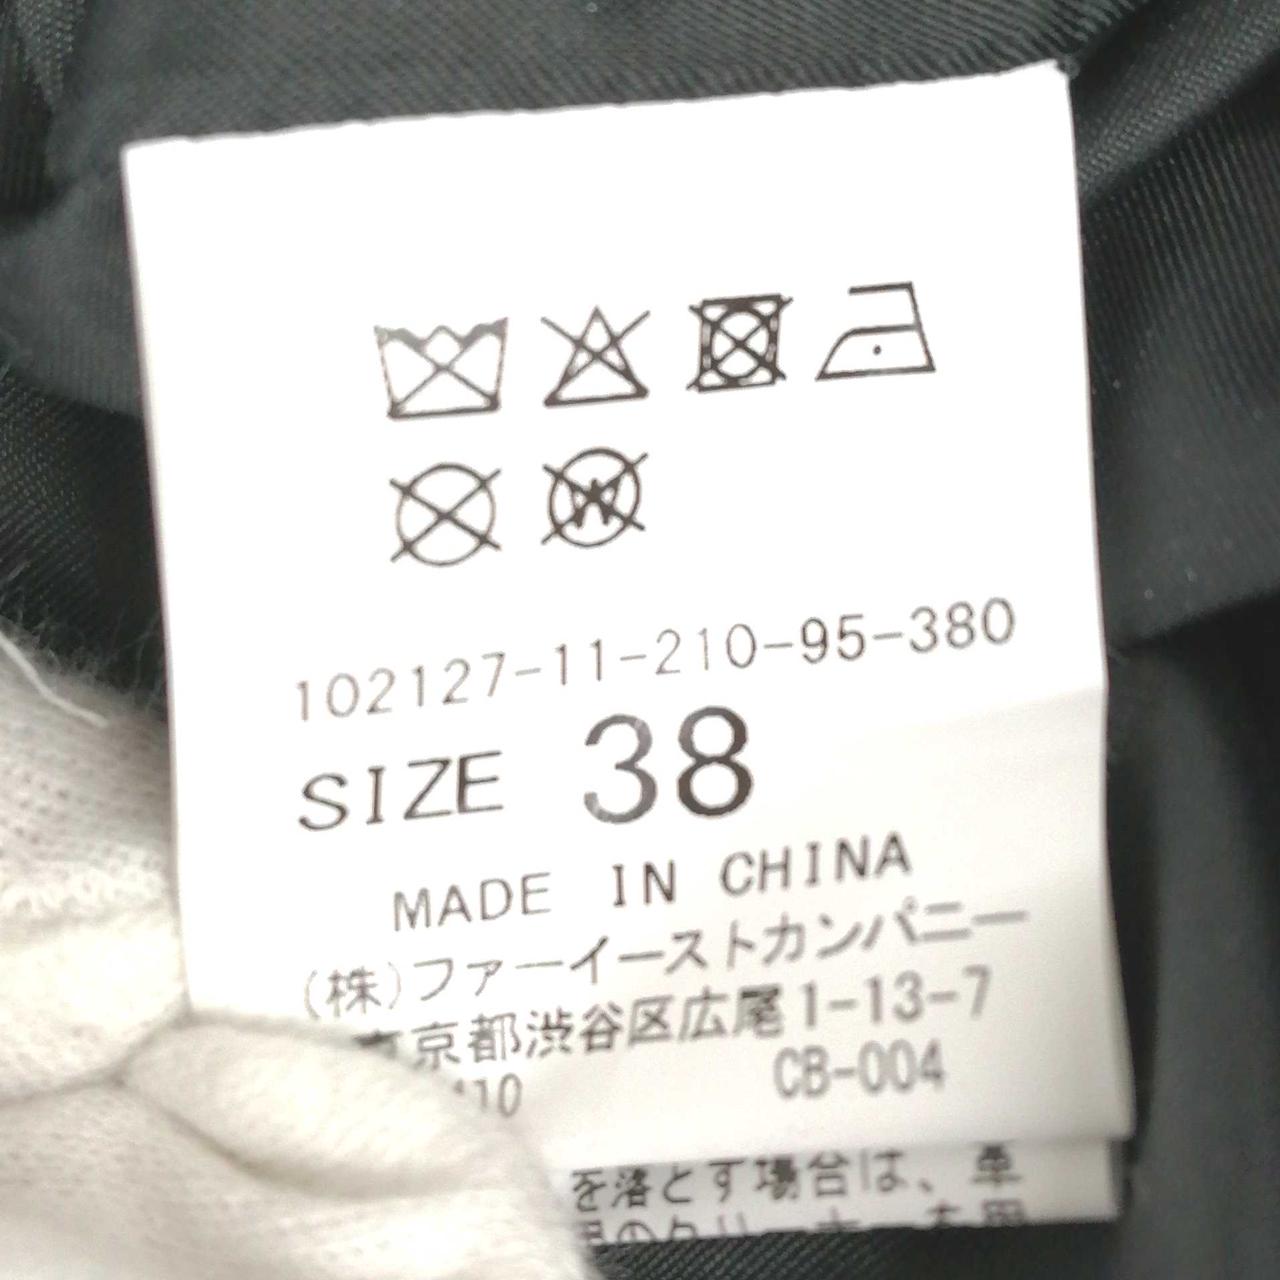 102127-11-210-95-380
SIZE 38
MADE IN CHINA
(株)ファーイーストカンパニー
東京都渋谷区広尾1-13-7
10 CB-004
を落とす場合は、革